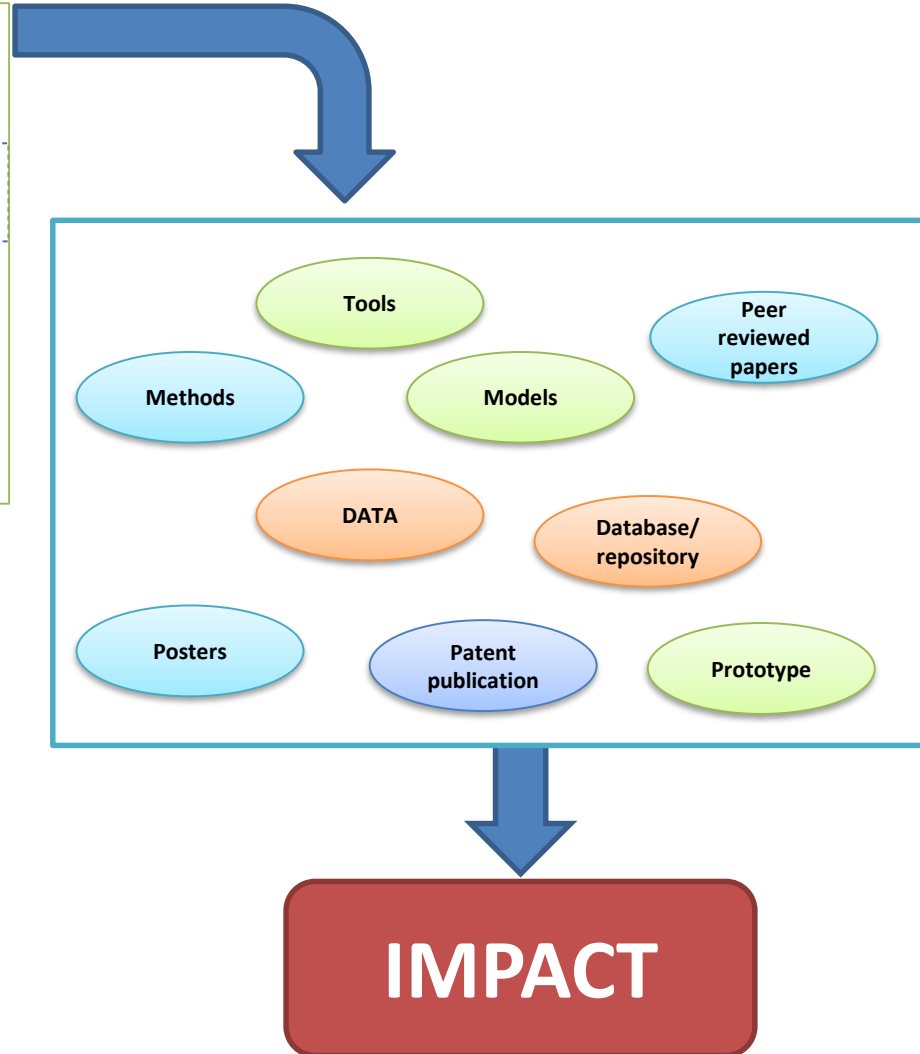 Tools
Peer
reviewed
papers
Methods
Models
DATA
Database/
repository
Posters
Patent
publication
Prototype
IMPACT